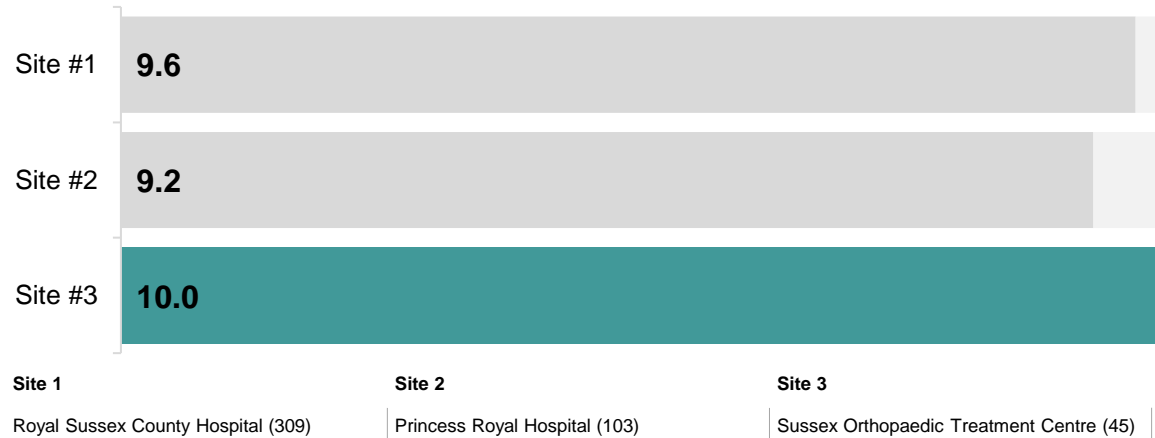 Site #1 9.6
Site #2 9.2
Site #3 10.0
Site 1 Site 2 Site 3
Royal Sussex County Hospital (309) Princess Royal Hospital (103) Sussex Orthopaedic Treatment Centre (45)